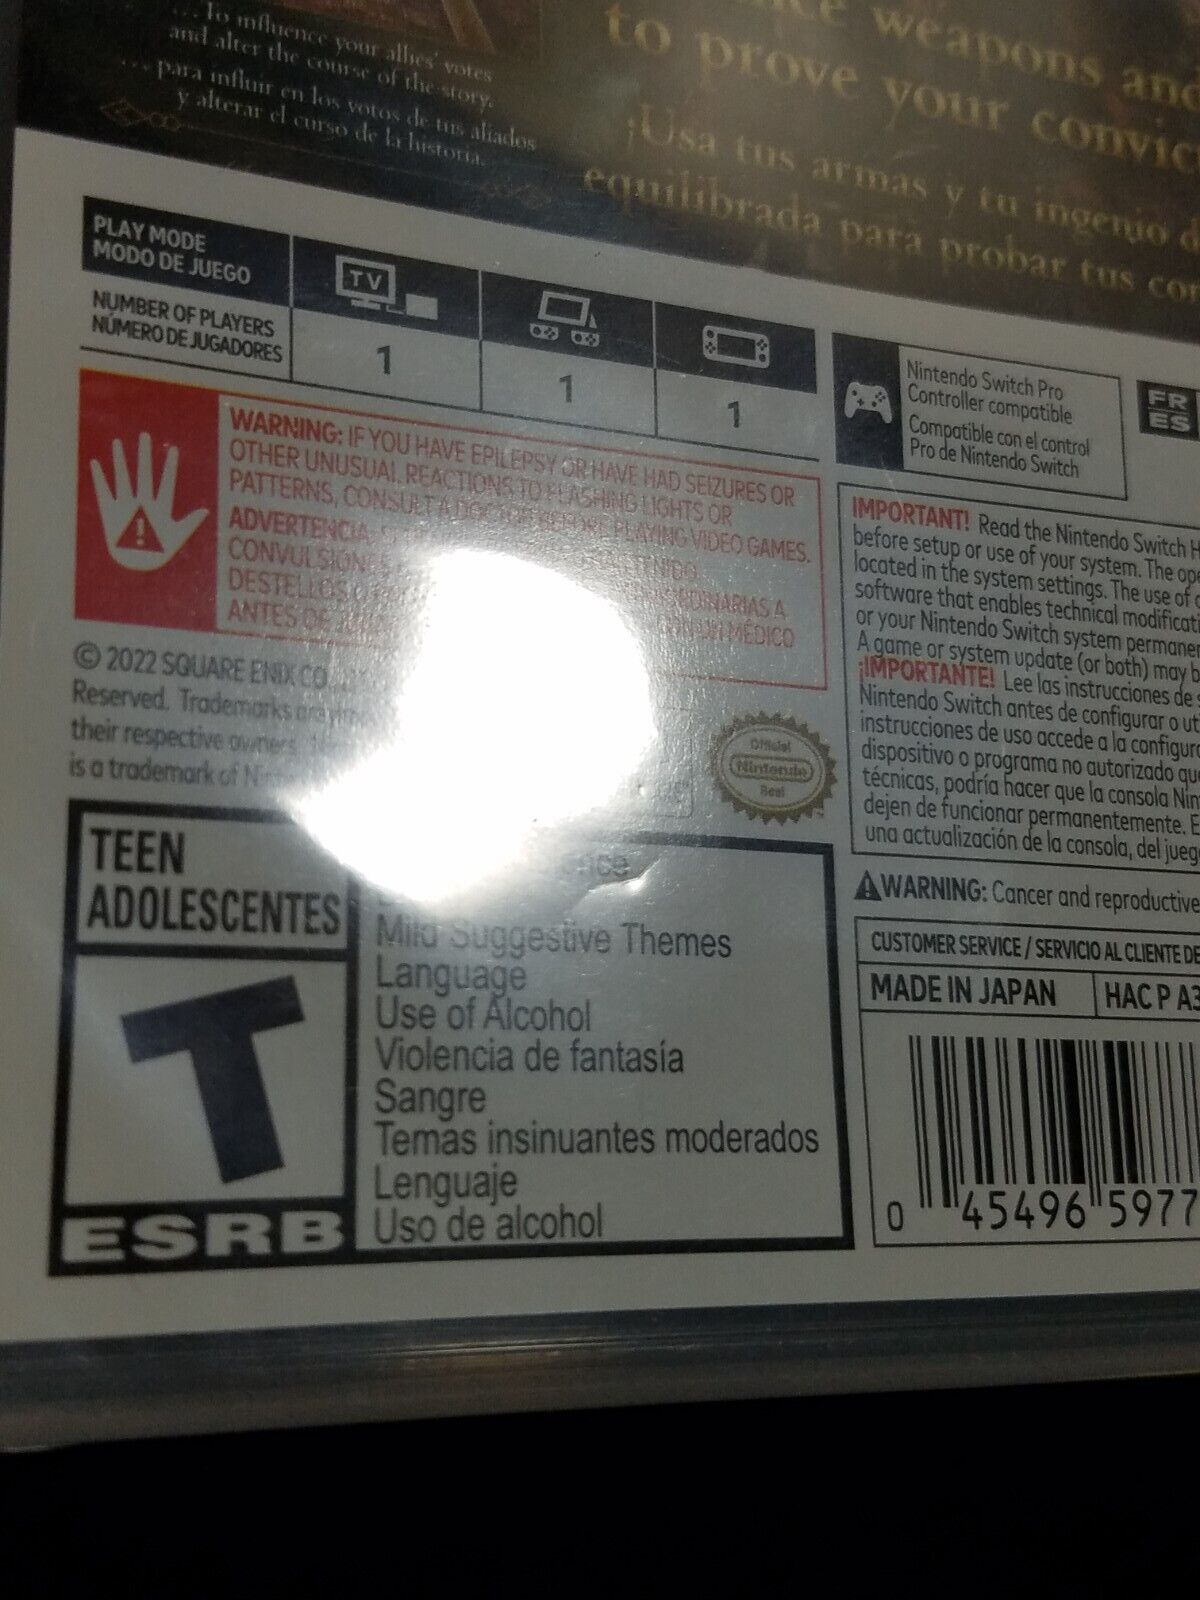 ...To influence your allies' votes
and alter the course of the story.
...para influir en los votos de tus aliados
y alterar el curso de la historia.
weapons and
to prove your convic
¡Usa tus armas y tu ingenio d
equilibrada para probar tus con
PLAY MODE
MODO DE JUEGO
TV
NUMBER OF PLAYERS
NÚMERO DE JUGADORES
1
1
1
Nintendo Switch Pro
Controller compatible
Compatible con el control
Pro de Nintendo Switch
FR
ES
WARNING: IF YOU HAVE EPILEPSY OR HAVE HAD SEIZURES OR
OTHER UNUSUAL REACTIONS TO FLASHING LIGHTS OR
PATTERNS, CONSULT A DOCTOR BEFORE PLAYING VIDEO GAMES.
ADVERTENCIA:
CONVULSIONE
DESTELLOS ORDINARIAS A
ANTES DE CON UN MÉDICO
IMPORTANT! Read the Nintendo Switch H
before setup or use of your system. The ope
located in the system settings. The use of
software that enables technical modificati
or your Nintendo Switch system permaner
A game or system update (or both) may b
¡IMPORTANTE! Lee las instrucciones de s
Nintendo Switch antes de configurar o ut
instrucciones de uso accede a la configura
dispositivo o programa no autorizado que
técnicas, podría hacer que la consola Nin
dejen de funcionar permanentemente. E
una actualización de la consola, del jueg
© 2022 SQUARE ENIX CO.
Reserved. Trademarks are
their respective owners.
is a trademark of
Official
Nintendo
Seal
WARNING: Cancer and reproductive
CUSTOMER SERVICE / SERVICIO AL CLIENTE DE
MADE IN JAPAN
HAC P A3
0 45496 5977
TEEN
ADOLESCENTES
T
ESRB
Mild Suggestive Themes
Language
Use of Alcohol
Violencia de fantasía
Sangre
Temas insinuantes moderados
Lenguaje
Uso de alcohol